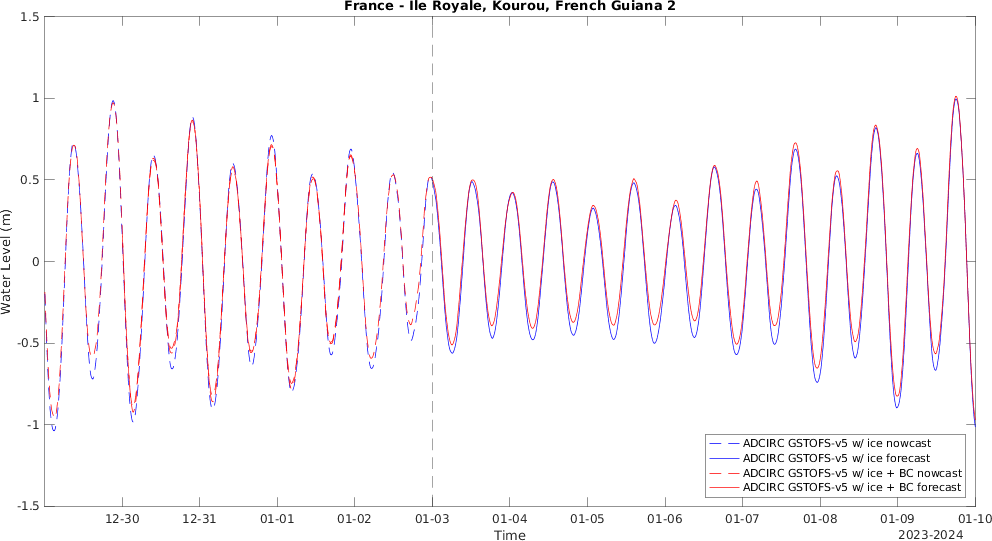 France - Ile Royale, Kourou, French Guiana 2
1.5
1
0.5
0
-0.5
-1
-1.5
Water Level (m)
ADCIRC GSTOFS-v5 w/ ice nowcast
ADCIRC GSTOFS-v5 w/ ice forecast
ADCIRC GSTOFS-v5 w/ ice + BC nowcast
ADCIRC GSTOFS-v5 w/ ice + BC forecast
12-30 12-31 01-01 01-02 01-03 01-04 01-05 01-06 01-07 01-08 01-09 01-10
Time
2023-2024